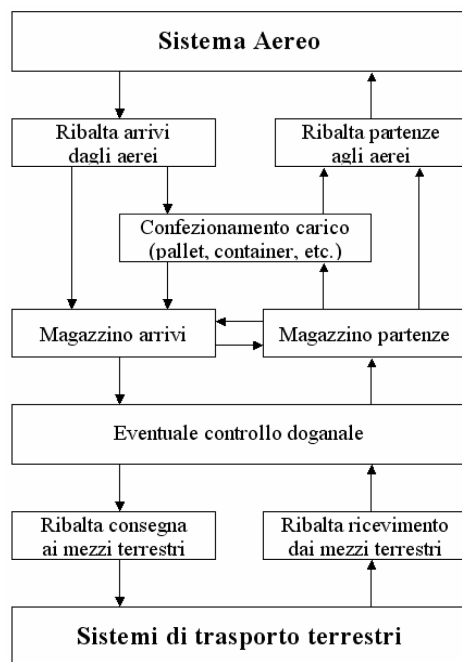 Sistema Aereo
Ribalta arrivi
dagli aerei
Ribalta partenze
agli aerei
Confezionamento carico
(pallet, container, etc.)
Magazzino arrivi
Magazzino partenze
Eventuale controllo doganale
Ribalta consegna
ai mezzi terrestri
Ribalta ricevimento
dai mezzi terrestri
Sistemi di trasporto terrestri